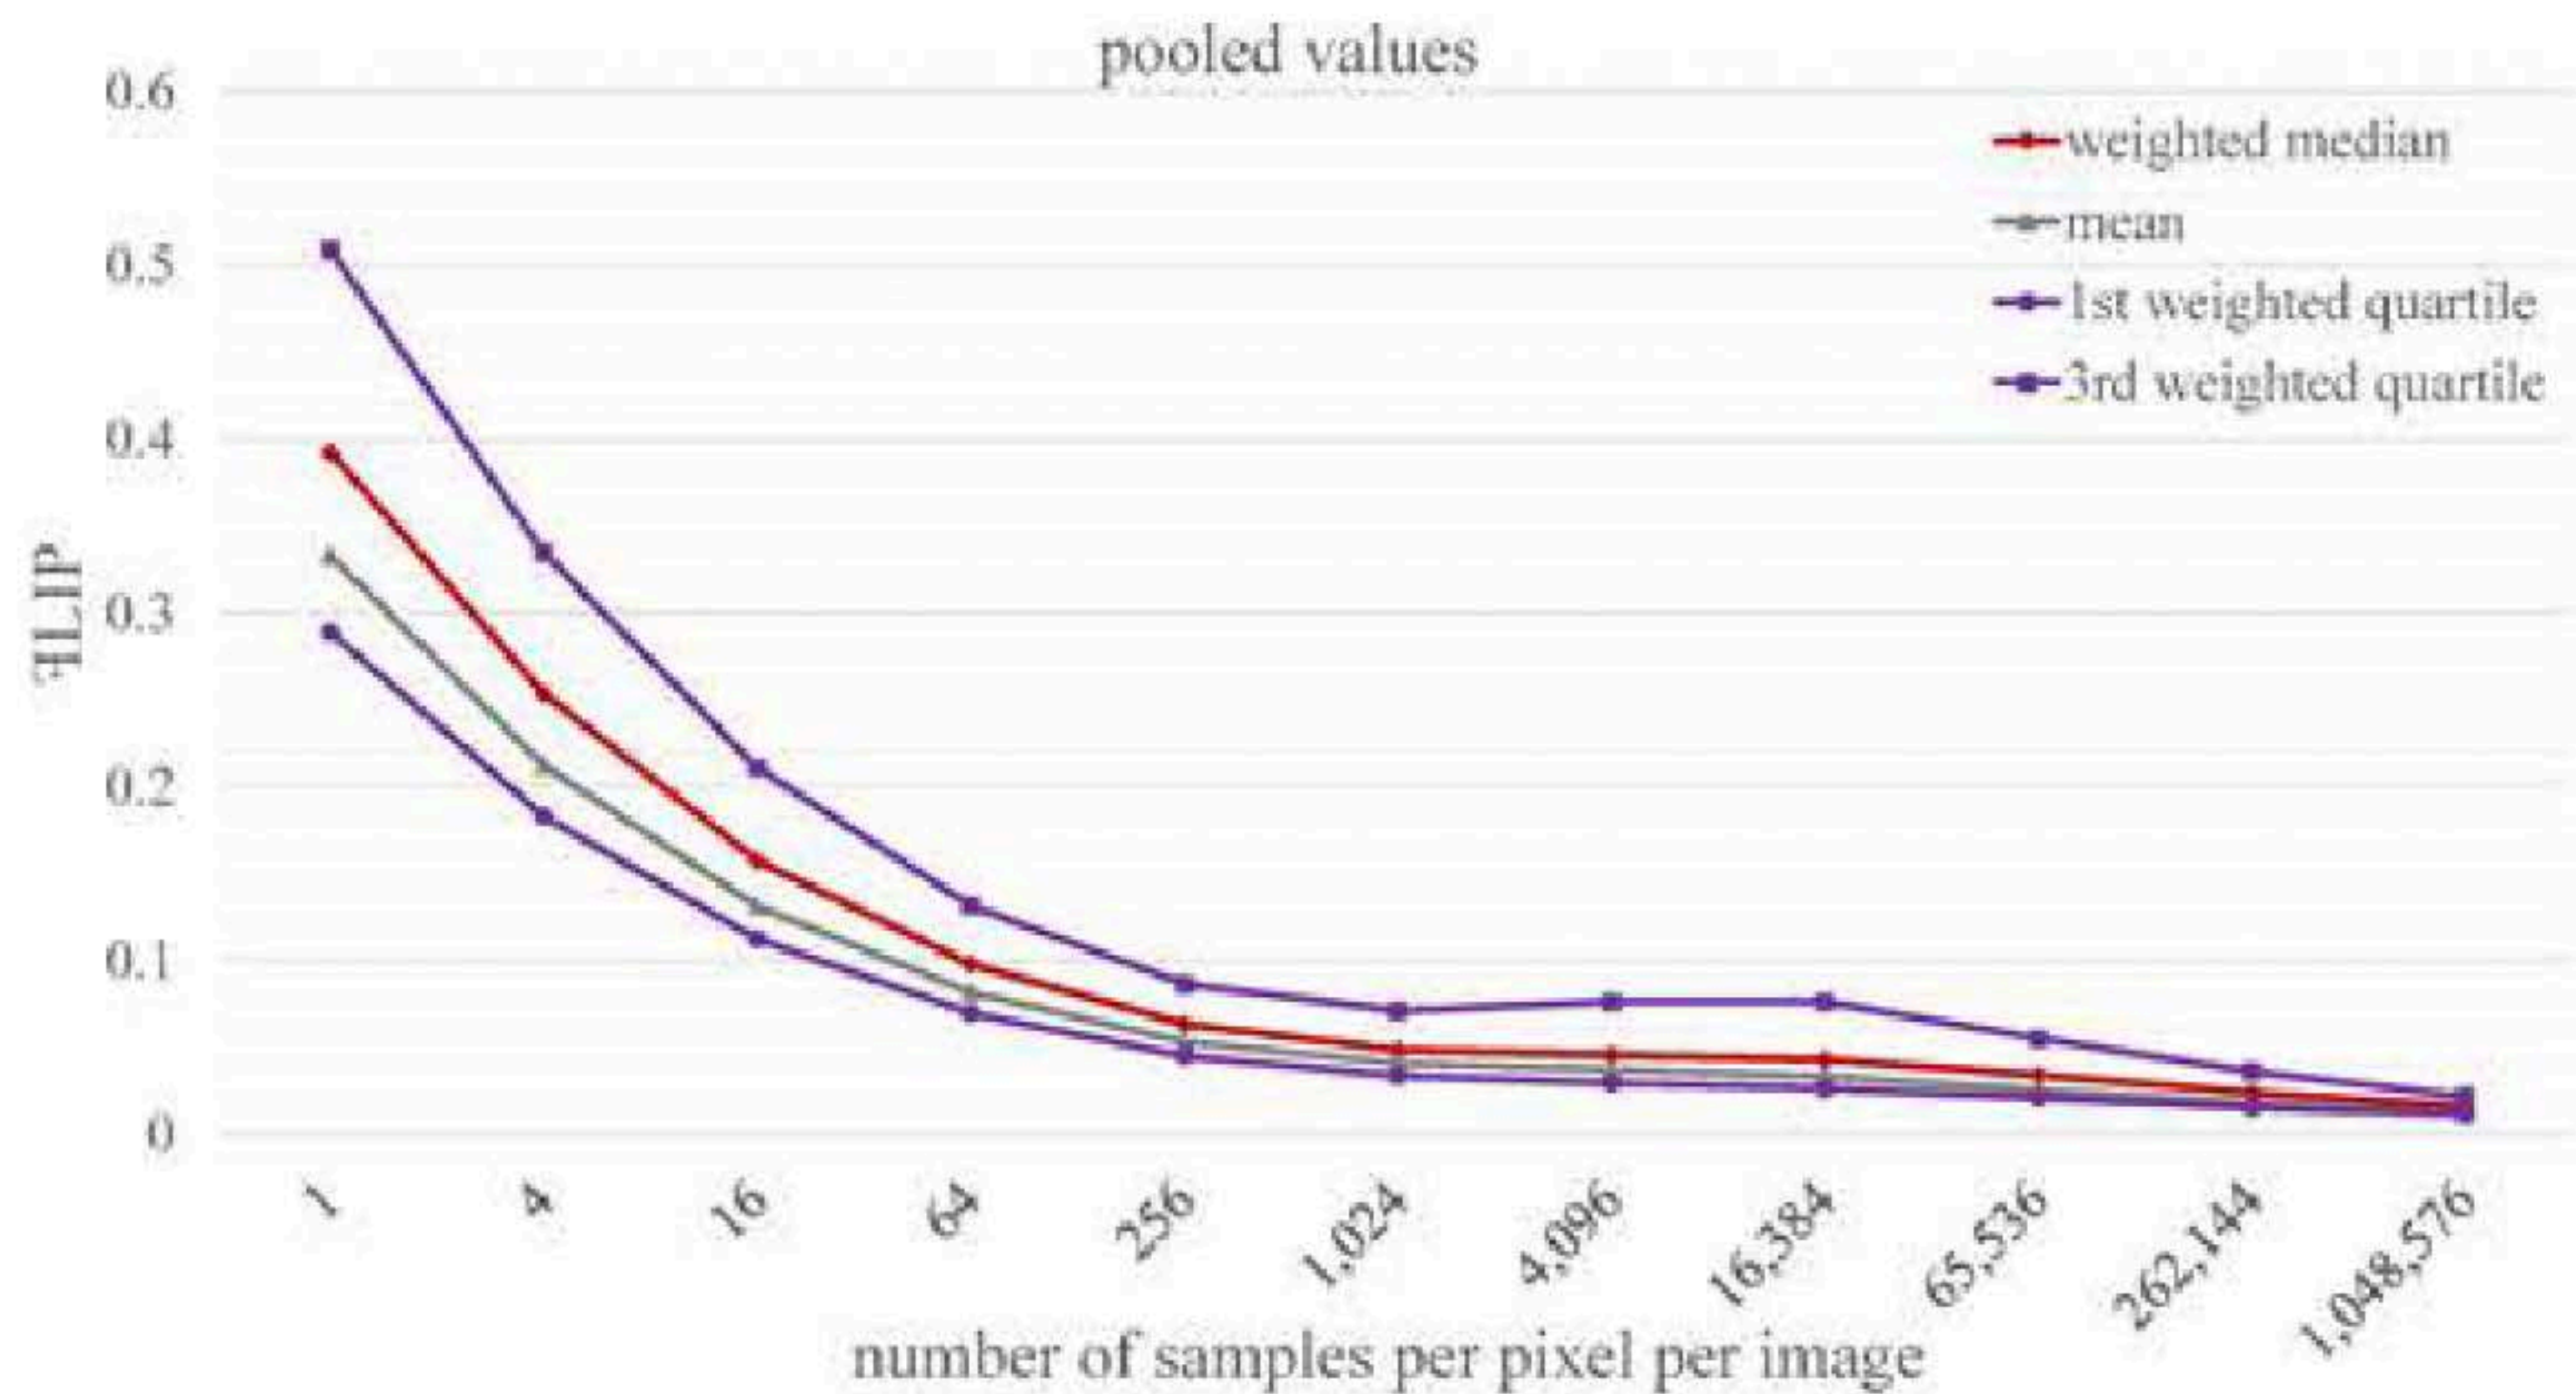 pooled values
0.6
0.5
0.4
0.3
0.2
0.1
0
ꟻLIP
weighted median
mean
1st weighted quartile
3rd weighted quartile
1
4
16
64
256
1,024
4,096
16,384
65,536
262,144
1,048,576
number of samples per pixel per image